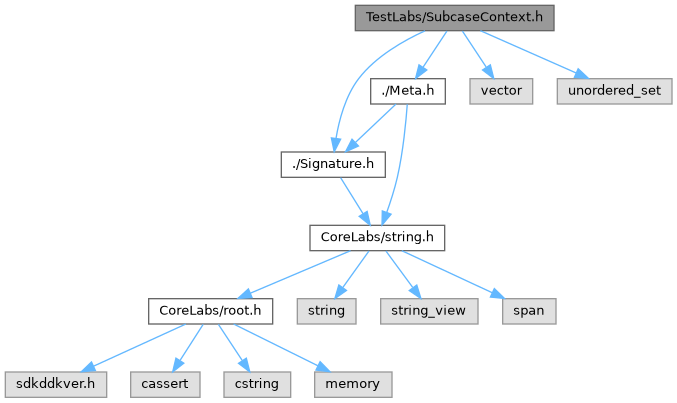 TestLabs/SubcaseContext.h
./Meta.h
vector
unordered_set
./Signature.h
CoreLabs/string.h
CoreLabs/root.h
string
string_view
span
sdkddkver.h
cassert
cstring
memory